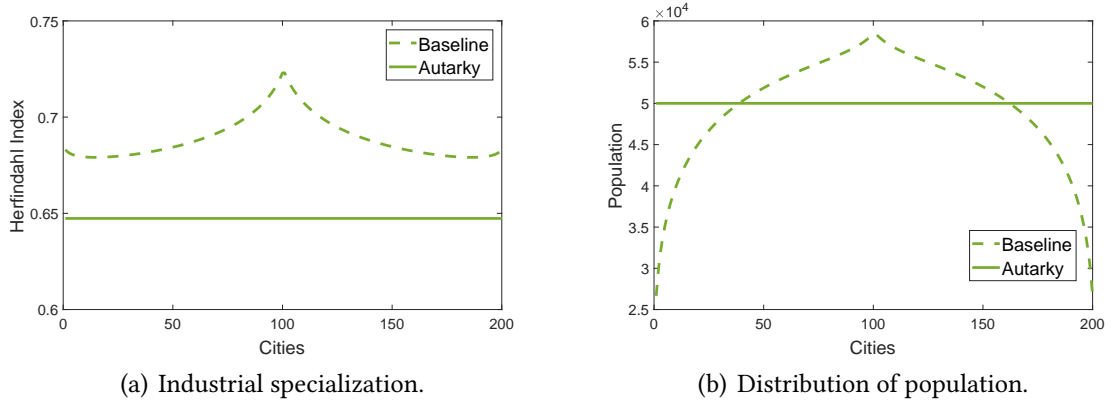 0.75
0.7
0.65
0.6
Herfindahl Index
0 50 100 150 200
Cities
Baseline
Autarky
(a) Industrial specialization.
×10⁴
6
5.5
5
4.5
4
3.5
3
2.5
Population
0 50 100 150 200
Cities
Baseline
Autarky
(b) Distribution of population.